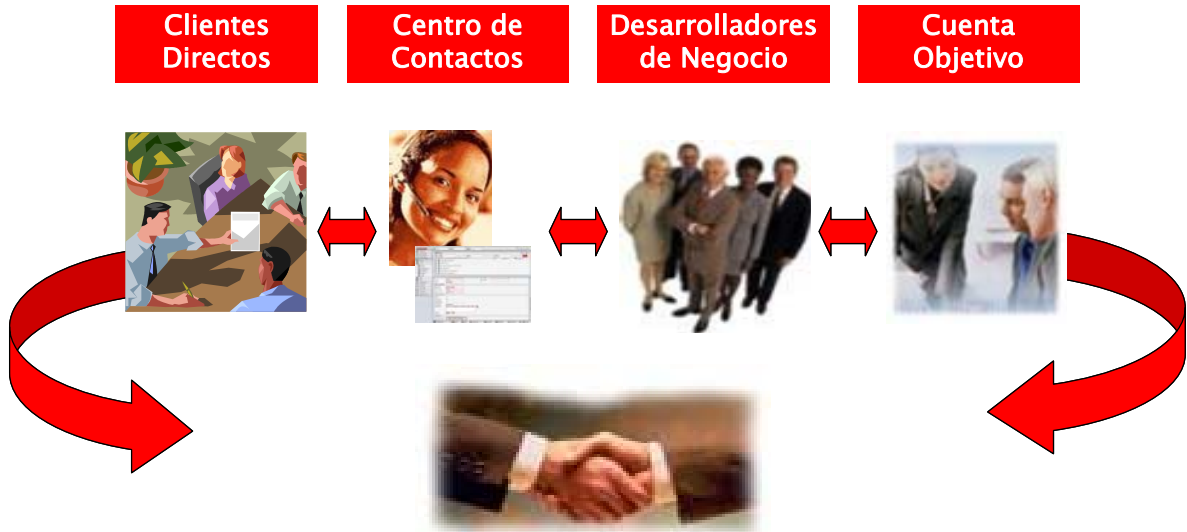 Clientes
Directos
Centro de
Contactos
Desarrolladores
de Negocio
Cuenta
Objetivo